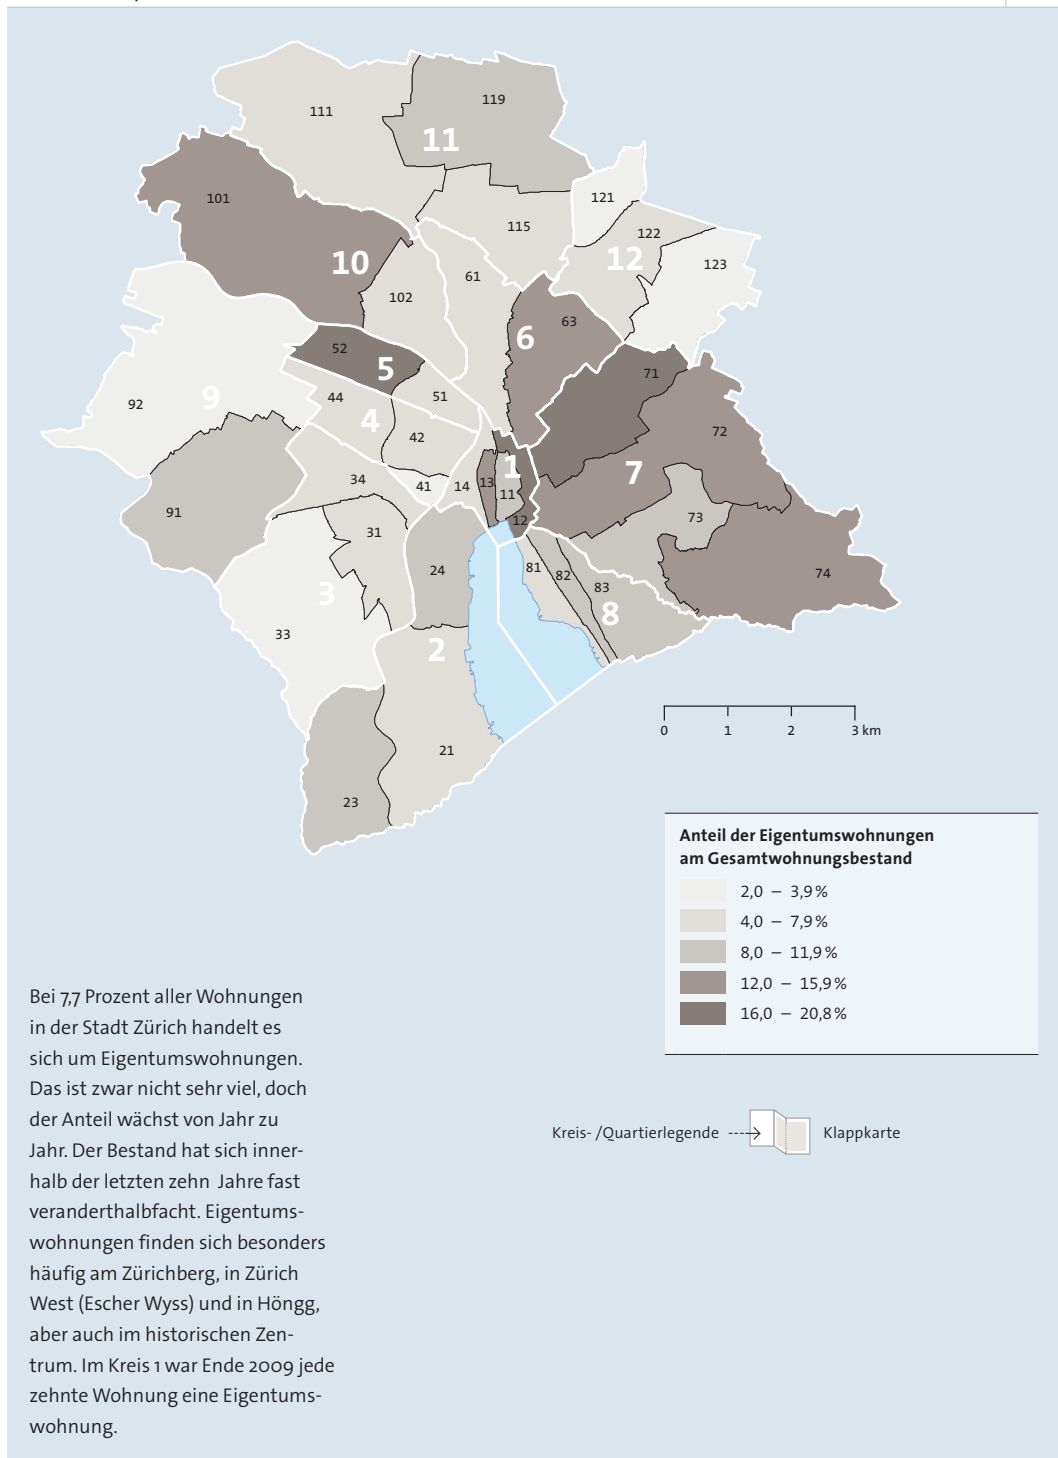 111
119
11
101
121
115
122
12
10
61
123
102
63
6
52
5
71
44
51
9
92
4
72
42
7
1
34
13
41
14
11
91
73
12
31
24
81
82
74
83
3
8
33
2
21
23
0 1 2 3 km
Anteil der Eigentumswohnungen
am Gesamtwohnungsbestand
2,0 – 3,9 %
4,0 – 7,9 %
8,0 – 11,9 %
12,0 – 15,9 %
16,0 – 20,8 %
Kreis- /Quartierlegende Klappkarte
Bei 7,7 Prozent aller Wohnungen
in der Stadt Zürich handelt es
sich um Eigentumswohnungen.
Das ist zwar nicht sehr viel, doch
der Anteil wächst von Jahr zu
Jahr. Der Bestand hat sich inner-
halb der letzten zehn Jahre fast
veranderthalbfacht. Eigentums-
wohnungen finden sich besonders
häufig am Zürichberg, in Zürich
West (Escher Wyss) und in Höngg,
aber auch im historischen Zen-
trum. Im Kreis 1 war Ende 2009 jede
zehnte Wohnung eine Eigentums-
wohnung.